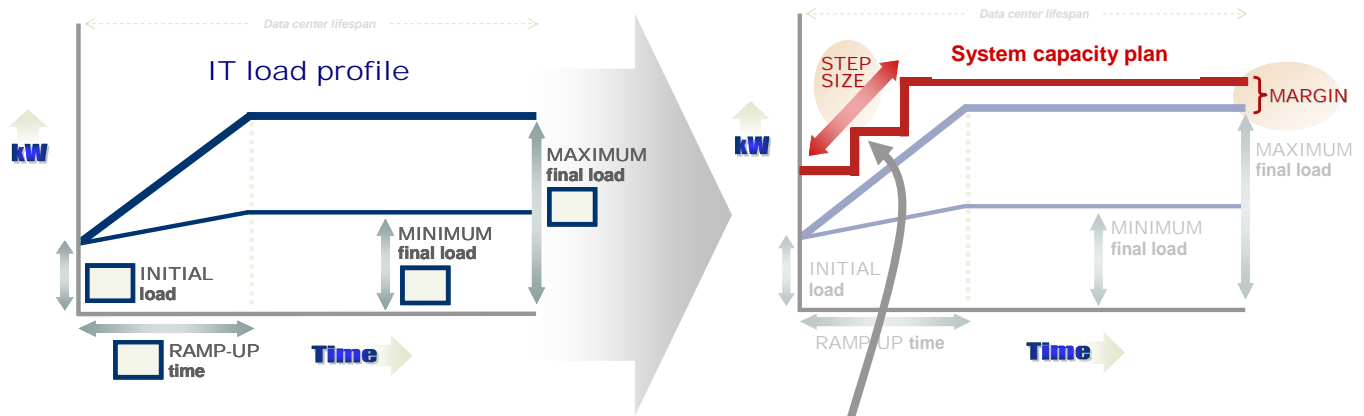 Data center lifespan
IT load profile
kW
MAXIMUM
final load
MINIMUM
final load
INITIAL
load
RAMP-UP
time
Time
Data center lifespan
System capacity plan
STEP
SIZE
MARGIN
kW
MAXIMUM
final load
MINIMUM
final load
INITIAL
load
RAMP-UP time
Time